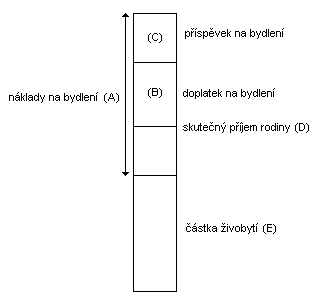 (C) příspěvek na bydlení
náklady na bydlení (A) (B) doplatek na bydlení
skutečný příjem rodiny (D)
částka živobytí (E)